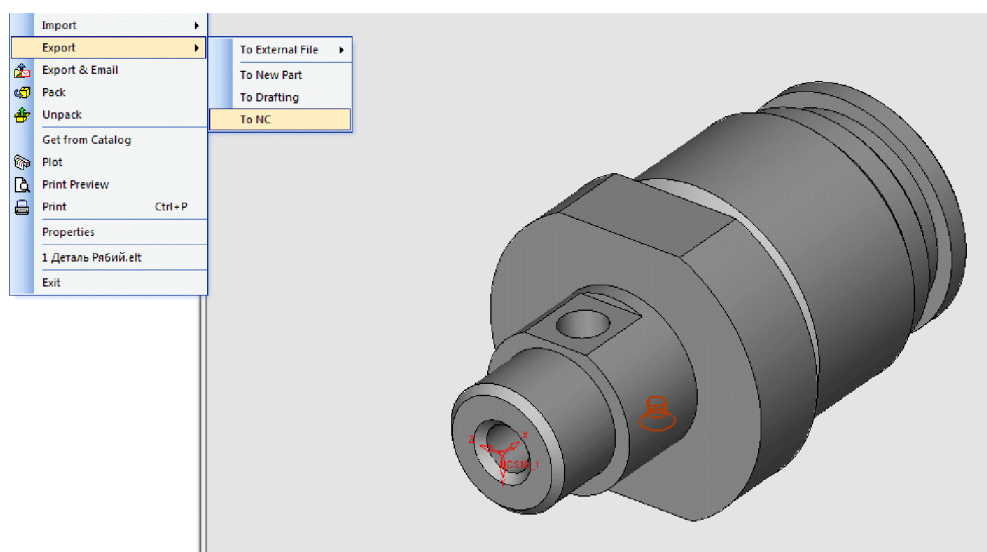 Import
Export
Export & Email
Pack
Unpack
Get from Catalog
Plot
Print Preview
Print Ctrl+P
Properties
1 Деталь Рябий.elt
Exit
To External File
To New Part
To Drafting
To NC
X
Z
Y